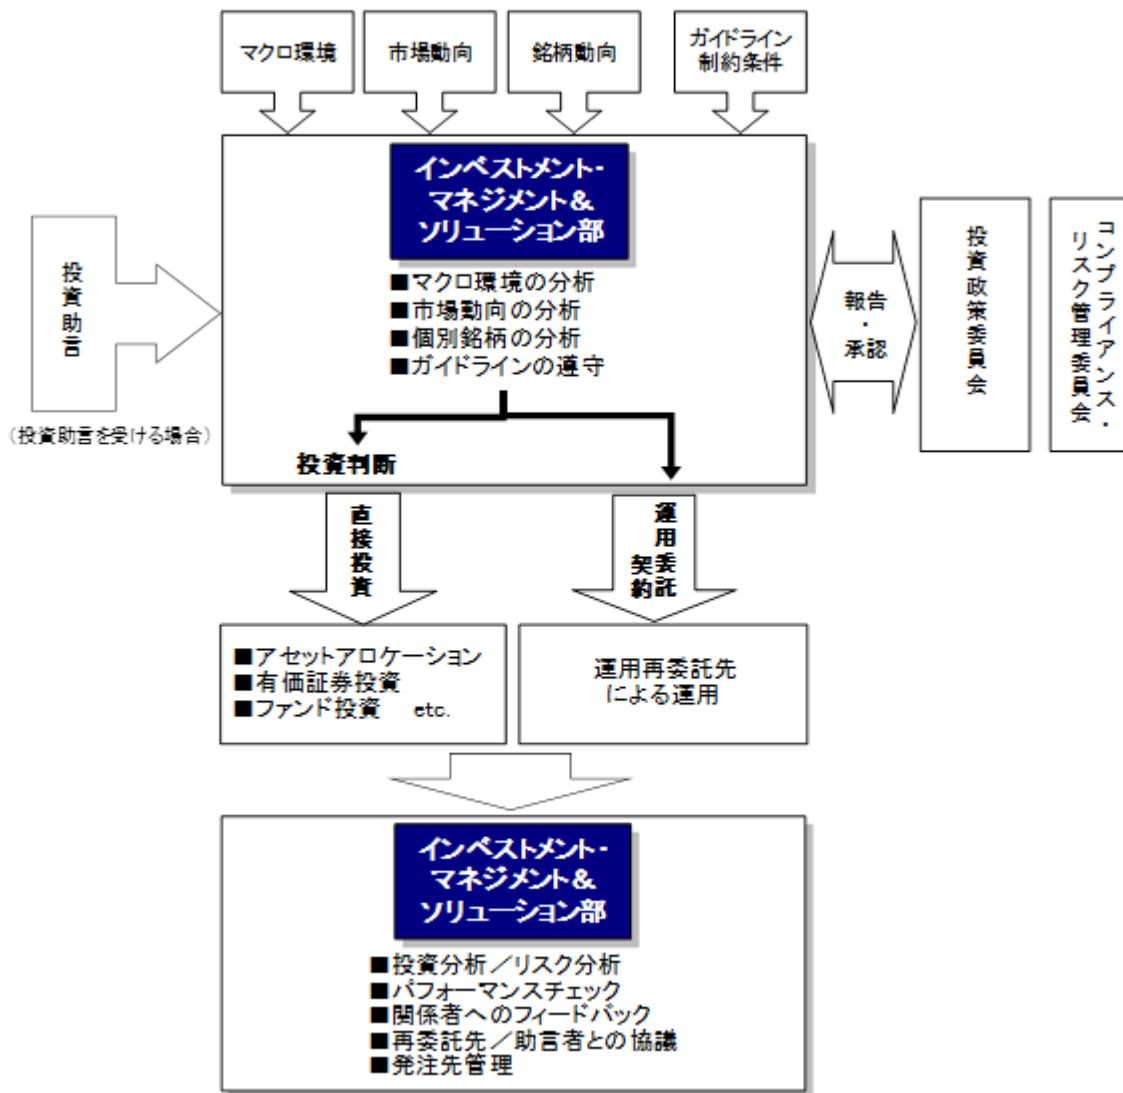 マクロ環境
市場動向
銘柄動向
ガイドライン
制約条件
インベストメント-
マネジメント＆
ソリューション部
■マクロ環境の分析
■市場動向の分析
■個別銘柄の分析
■ガイドラインの遵守
投資助言
（投資助言を受ける場合）
報告
・
承認
投資政策委員会
コンプライアンス・
リスク管理委員会
投資判断
直接投資
運用委託
契約
■アセットアロケーション
■有価証券投資
■ファンド投資　etc.
運用再委託先
による運用
インベストメント-
マネジメント＆
ソリューション部
■投資分析／リスク分析
■パフォーマンスチェック
■関係者へのフィードバック
■再委託先／助言者との協議
■発注先管理